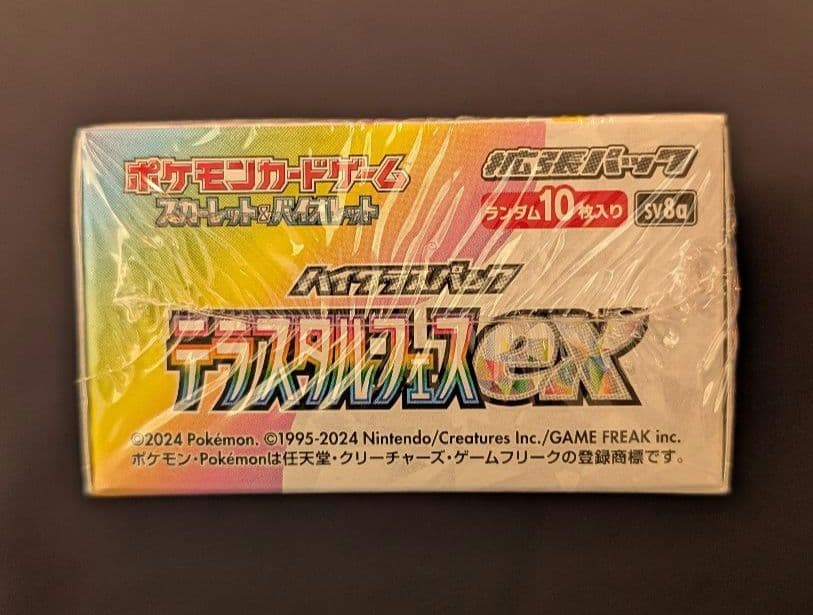 ポケモンカードゲーム
スカーレット&バイオレット
拡張パック
ランダム10枚入り sv8a
ハイクラスパック
テラスタルフェスex
©2024 Pokémon. ©1995-2024 Nintendo/Creatures Inc./GAME FREAK inc.
ポケモン・Pokémonは任天堂・クリーチャーズ・ゲームフリークの登録商標です。